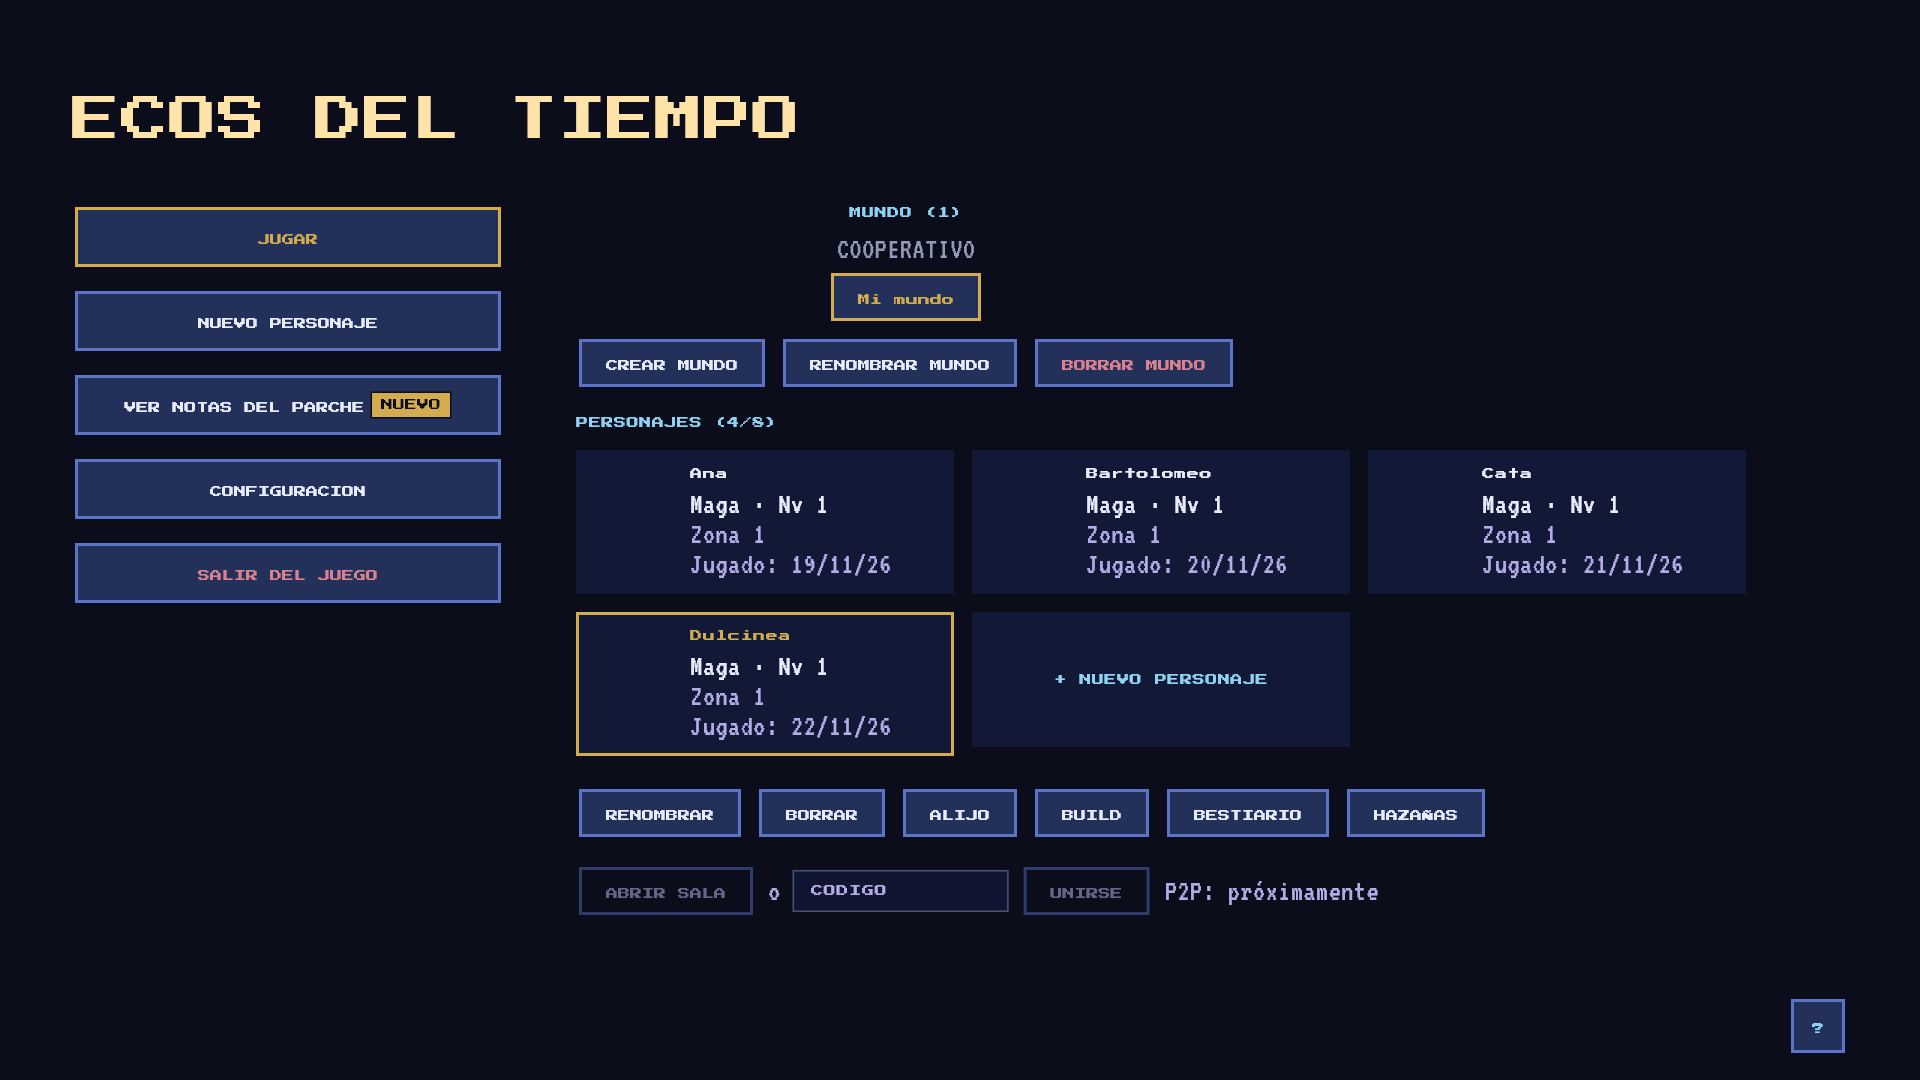 ECOS DEL TIEMPO
JUGAR
NUEVO PERSONAJE
VER NOTAS DEL PARCHE NUEVO
CONFIGURACION
SALIR DEL JUEGO
MUNDO (1)
COOPERATIVO
Mi mundo
CREAR MUNDO RENOMBRAR MUNDO BORRAR MUNDO
PERSONAJES (4/8)
Ana
Maga · Nv 1
Zona 1
Jugado: 19/11/26
Bartolomeo
Maga · Nv 1
Zona 1
Jugado: 20/11/26
Cata
Maga · Nv 1
Zona 1
Jugado: 21/11/26
Dulcinea
Maga · Nv 1
Zona 1
Jugado: 22/11/26
+ NUEVO PERSONAJE
RENOMBRAR BORRAR ALIJO BUILD BESTIARIO HAZAÑAS
ABRIR SALA o CODIGO UNIRSE P2P: próximamente
?